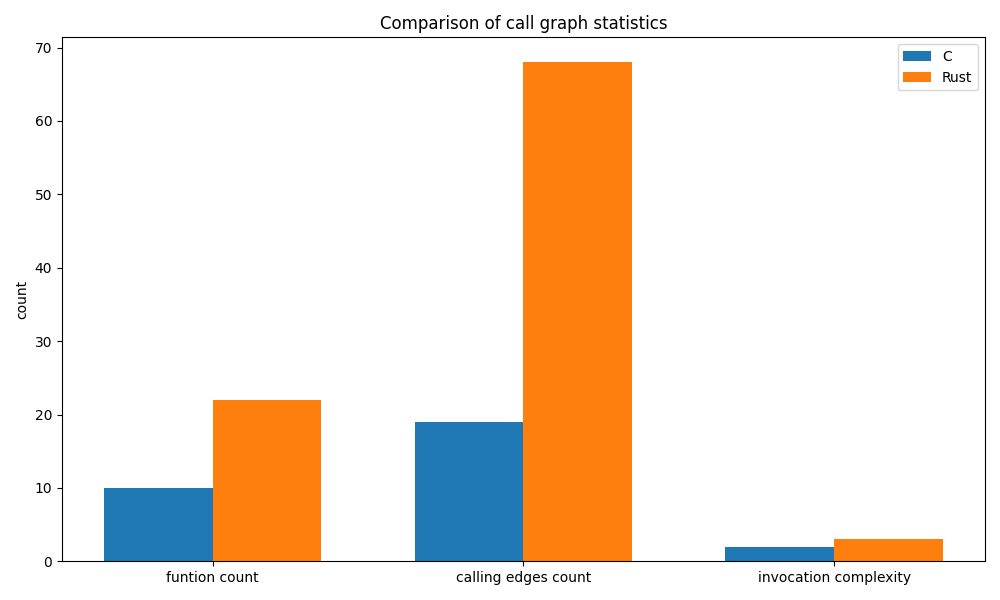 Comparison of call graph statistics
C
Rust
count
70
60
50
40
30
20
10
0
funtion count
calling edges count
invocation complexity